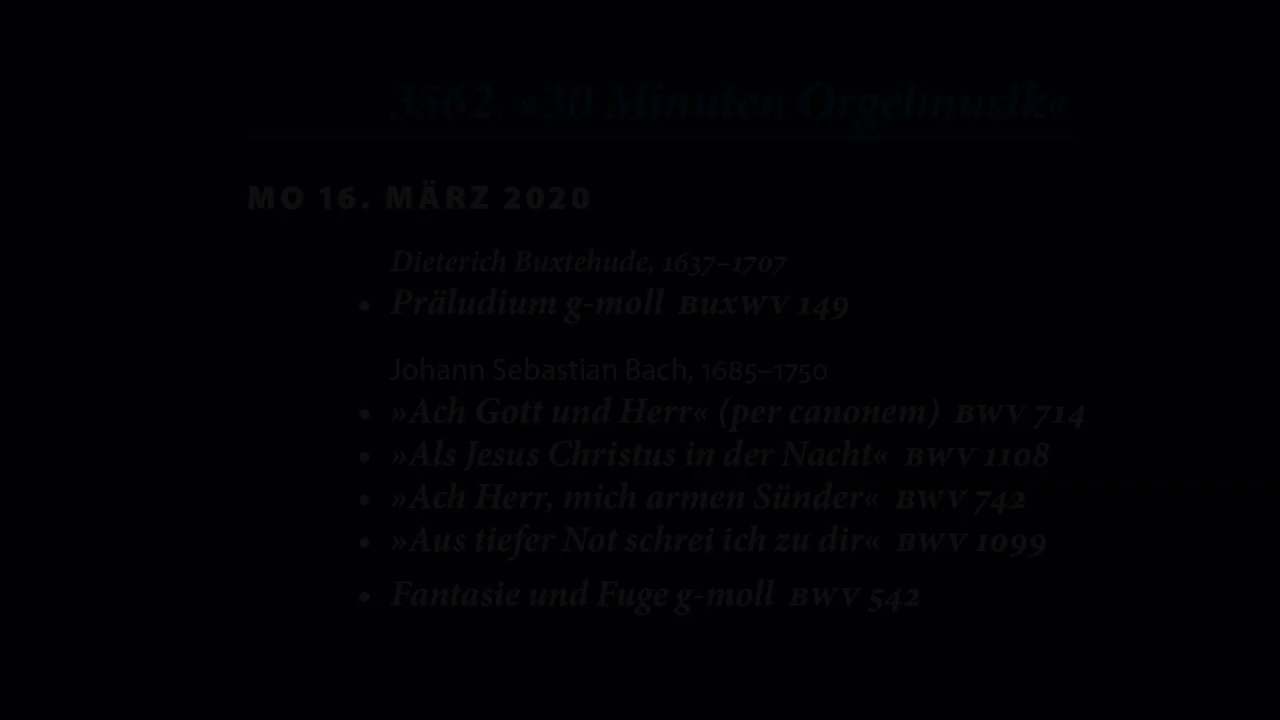 3562. »30 Minuten Orgelmusik«
MO 16. MÄRZ 2020
Dieterich Buxtehude, 1637–1707
• Präludium g-moll BuxWV 149
Johann Sebastian Bach, 1685–1750
• »Ach Gott und Herr« (per canonem) BWV 714
• »Als Jesus Christus in der Nacht« BWV 1108
• »Ach Herr, mich armen Sünder« BWV 742
• »Aus tiefer Not schrei ich zu dir« BWV 1099
• Fantasie und Fuge g-moll BWV 542